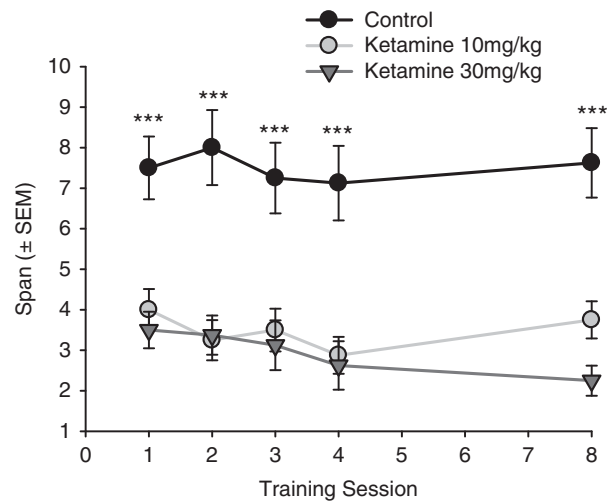 Control
Ketamine 10mg/kg
Ketamine 30mg/kg
10
9
8
7
6
5
4
3
2
1
Span (± SEM)
*** *** *** *** ***
0 1 2 3 4 5 6 7 8
Training Session